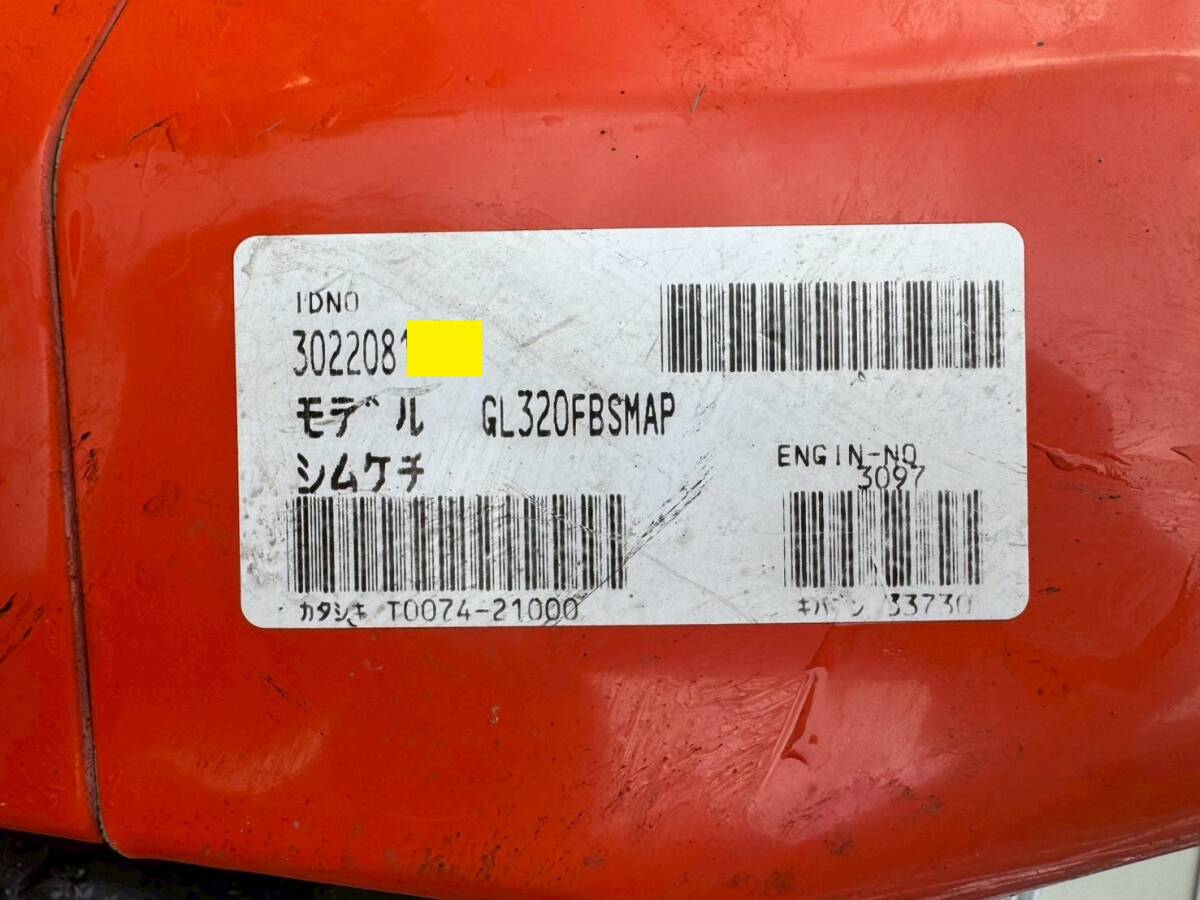 IDNO
3022081
モデル GL320FBSMAP
シムケチ
ENGIN-NO
3097
カタシキ T0074-21000
キバン 33730